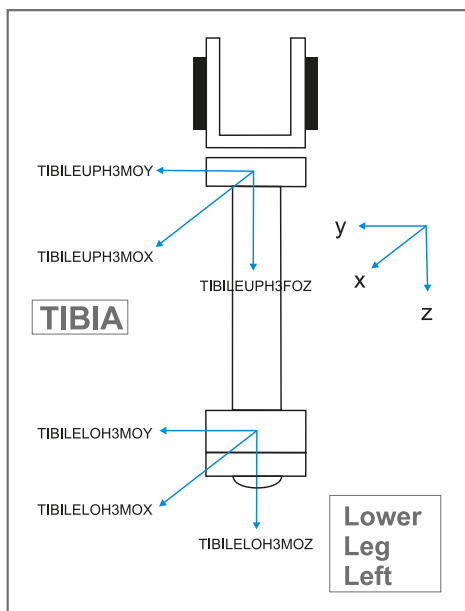 TIBILEUPH3MOY
TIBILEUPH3MOX
TIBILEUPH3FOZ
y
x
z
TIBIA
TIBILELOH3MOY
TIBILELOH3MOX
TIBILELOH3MOZ
Lower
Leg
Left